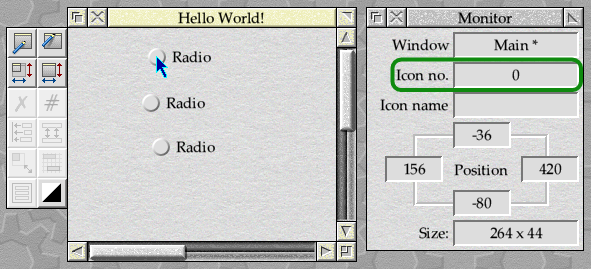 Hello World!
Radio
Radio
Radio
#
Monitor
Window Main *
Icon no. 0
Icon name
-36
156 Position 420
-80
Size: 264 x 44